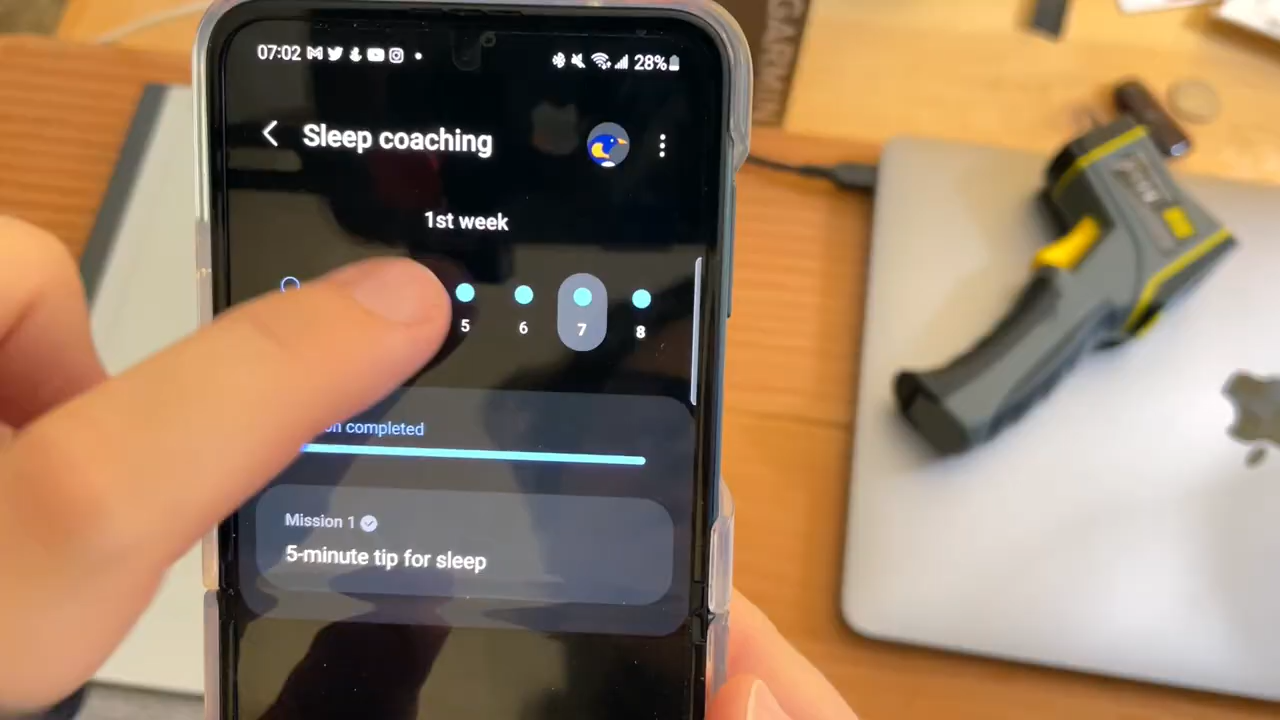 07:02
28%
GARMIN
Sleep coaching
1st week
5 6 7 8
completed
Mission 1
5-minute tip for sleep